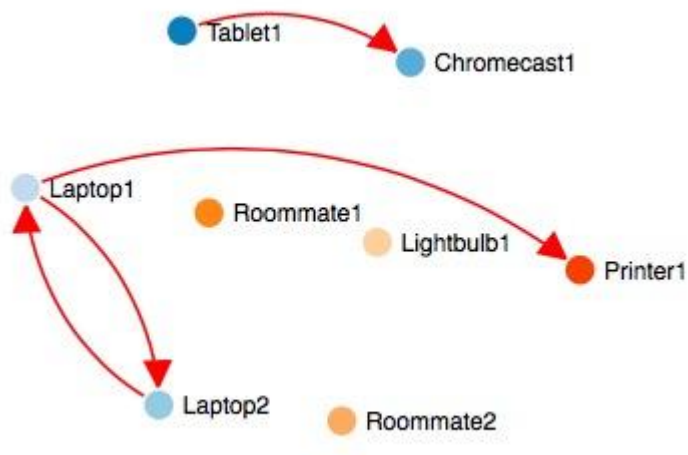 Tablet1
Chromecast1
Laptop1
Roommate1
Lightbulb1
Printer1
Laptop2
Roommate2